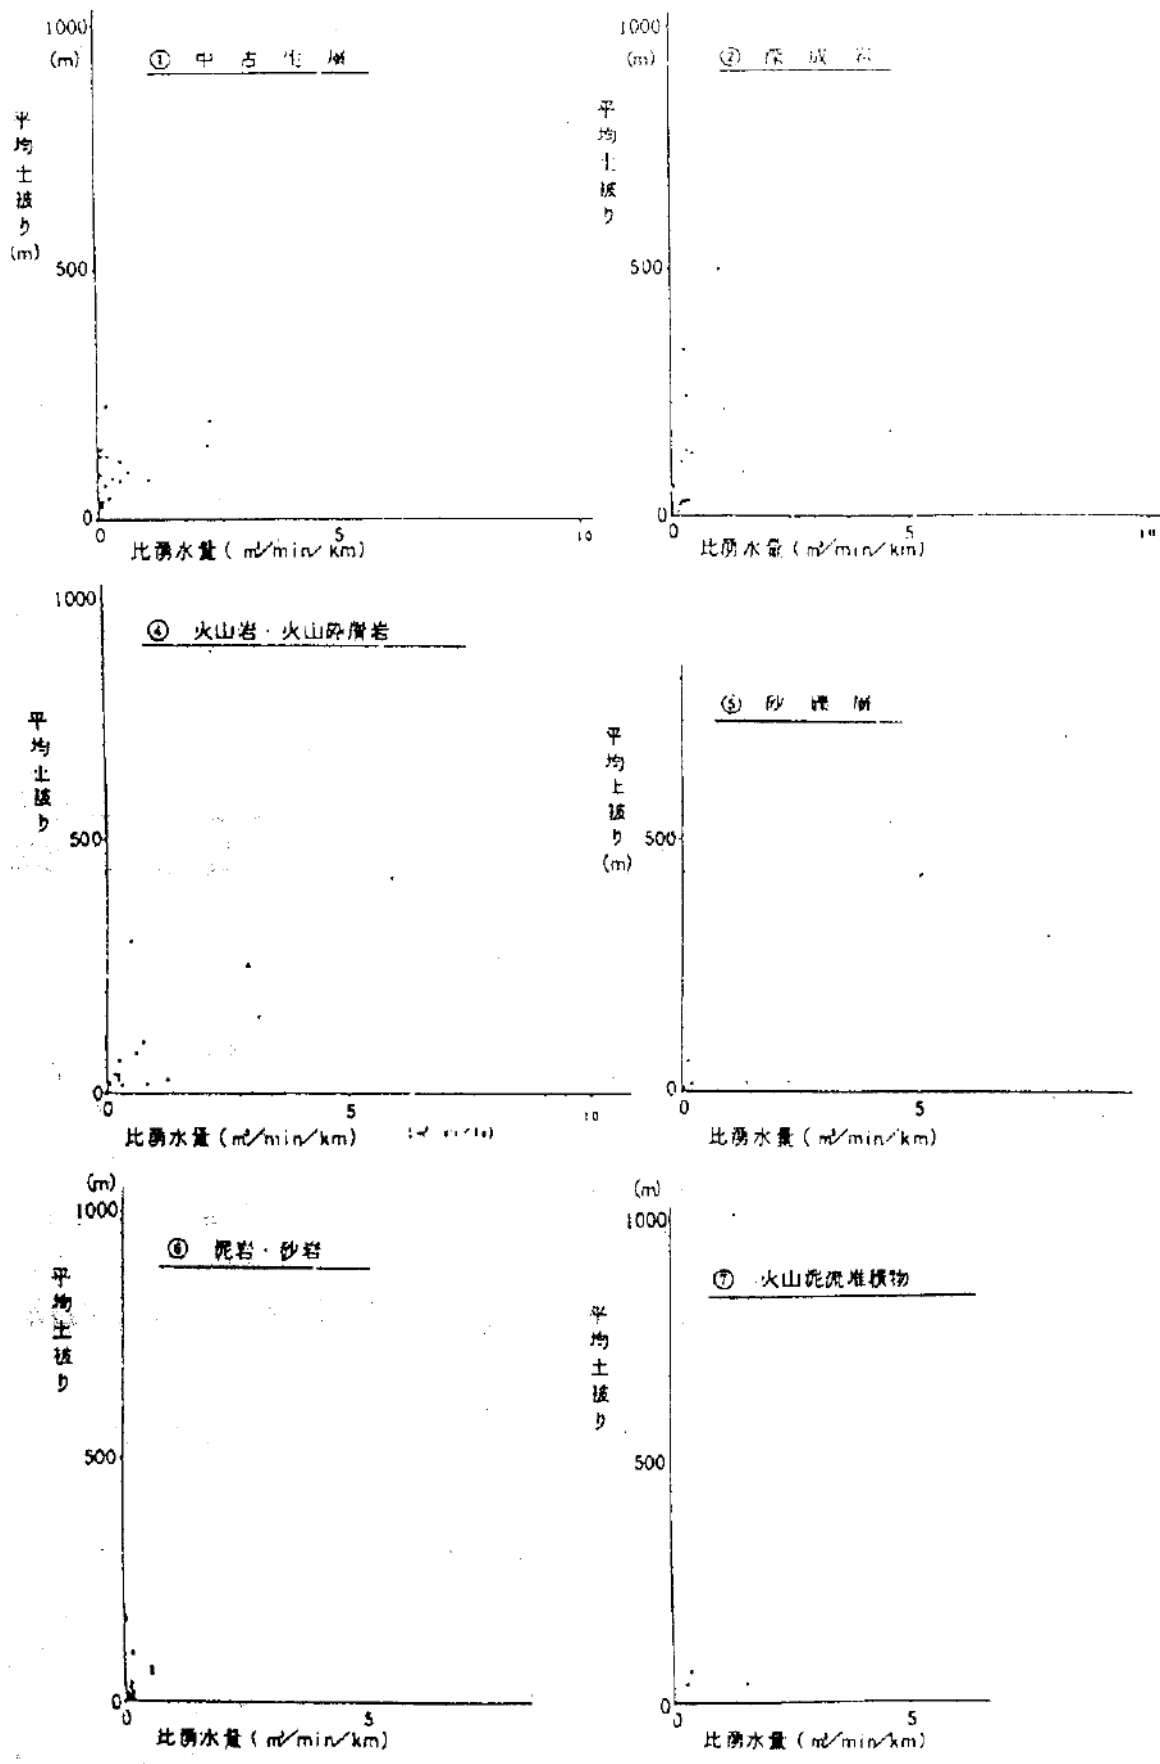 1000
(m)
① 中古生層
平均土被り(m)
500
0
0 5 10
比湧水量(㎥/min/km)
1000
(m)
② 深成岩
平均土被り
500
0
0 5 10
比湧水量(㎥/min/km)
1000
④ 火山岩・火山砕屑岩
平均土被り
500
0
0 5 10
比湧水量(㎥/min/km)
⑤ 砂礫層
平均土被り(m)
500
0
0 5
比湧水量(㎥/min/km)
(m)
1000
⑥ 泥岩・砂岩
平均土被り
500
0
0 5
比湧水量(㎥/min/km)
(m)
1000
⑦ 火山泥流堆積物
平均土被り
500
0
0 5
比湧水量(㎥/min/km)